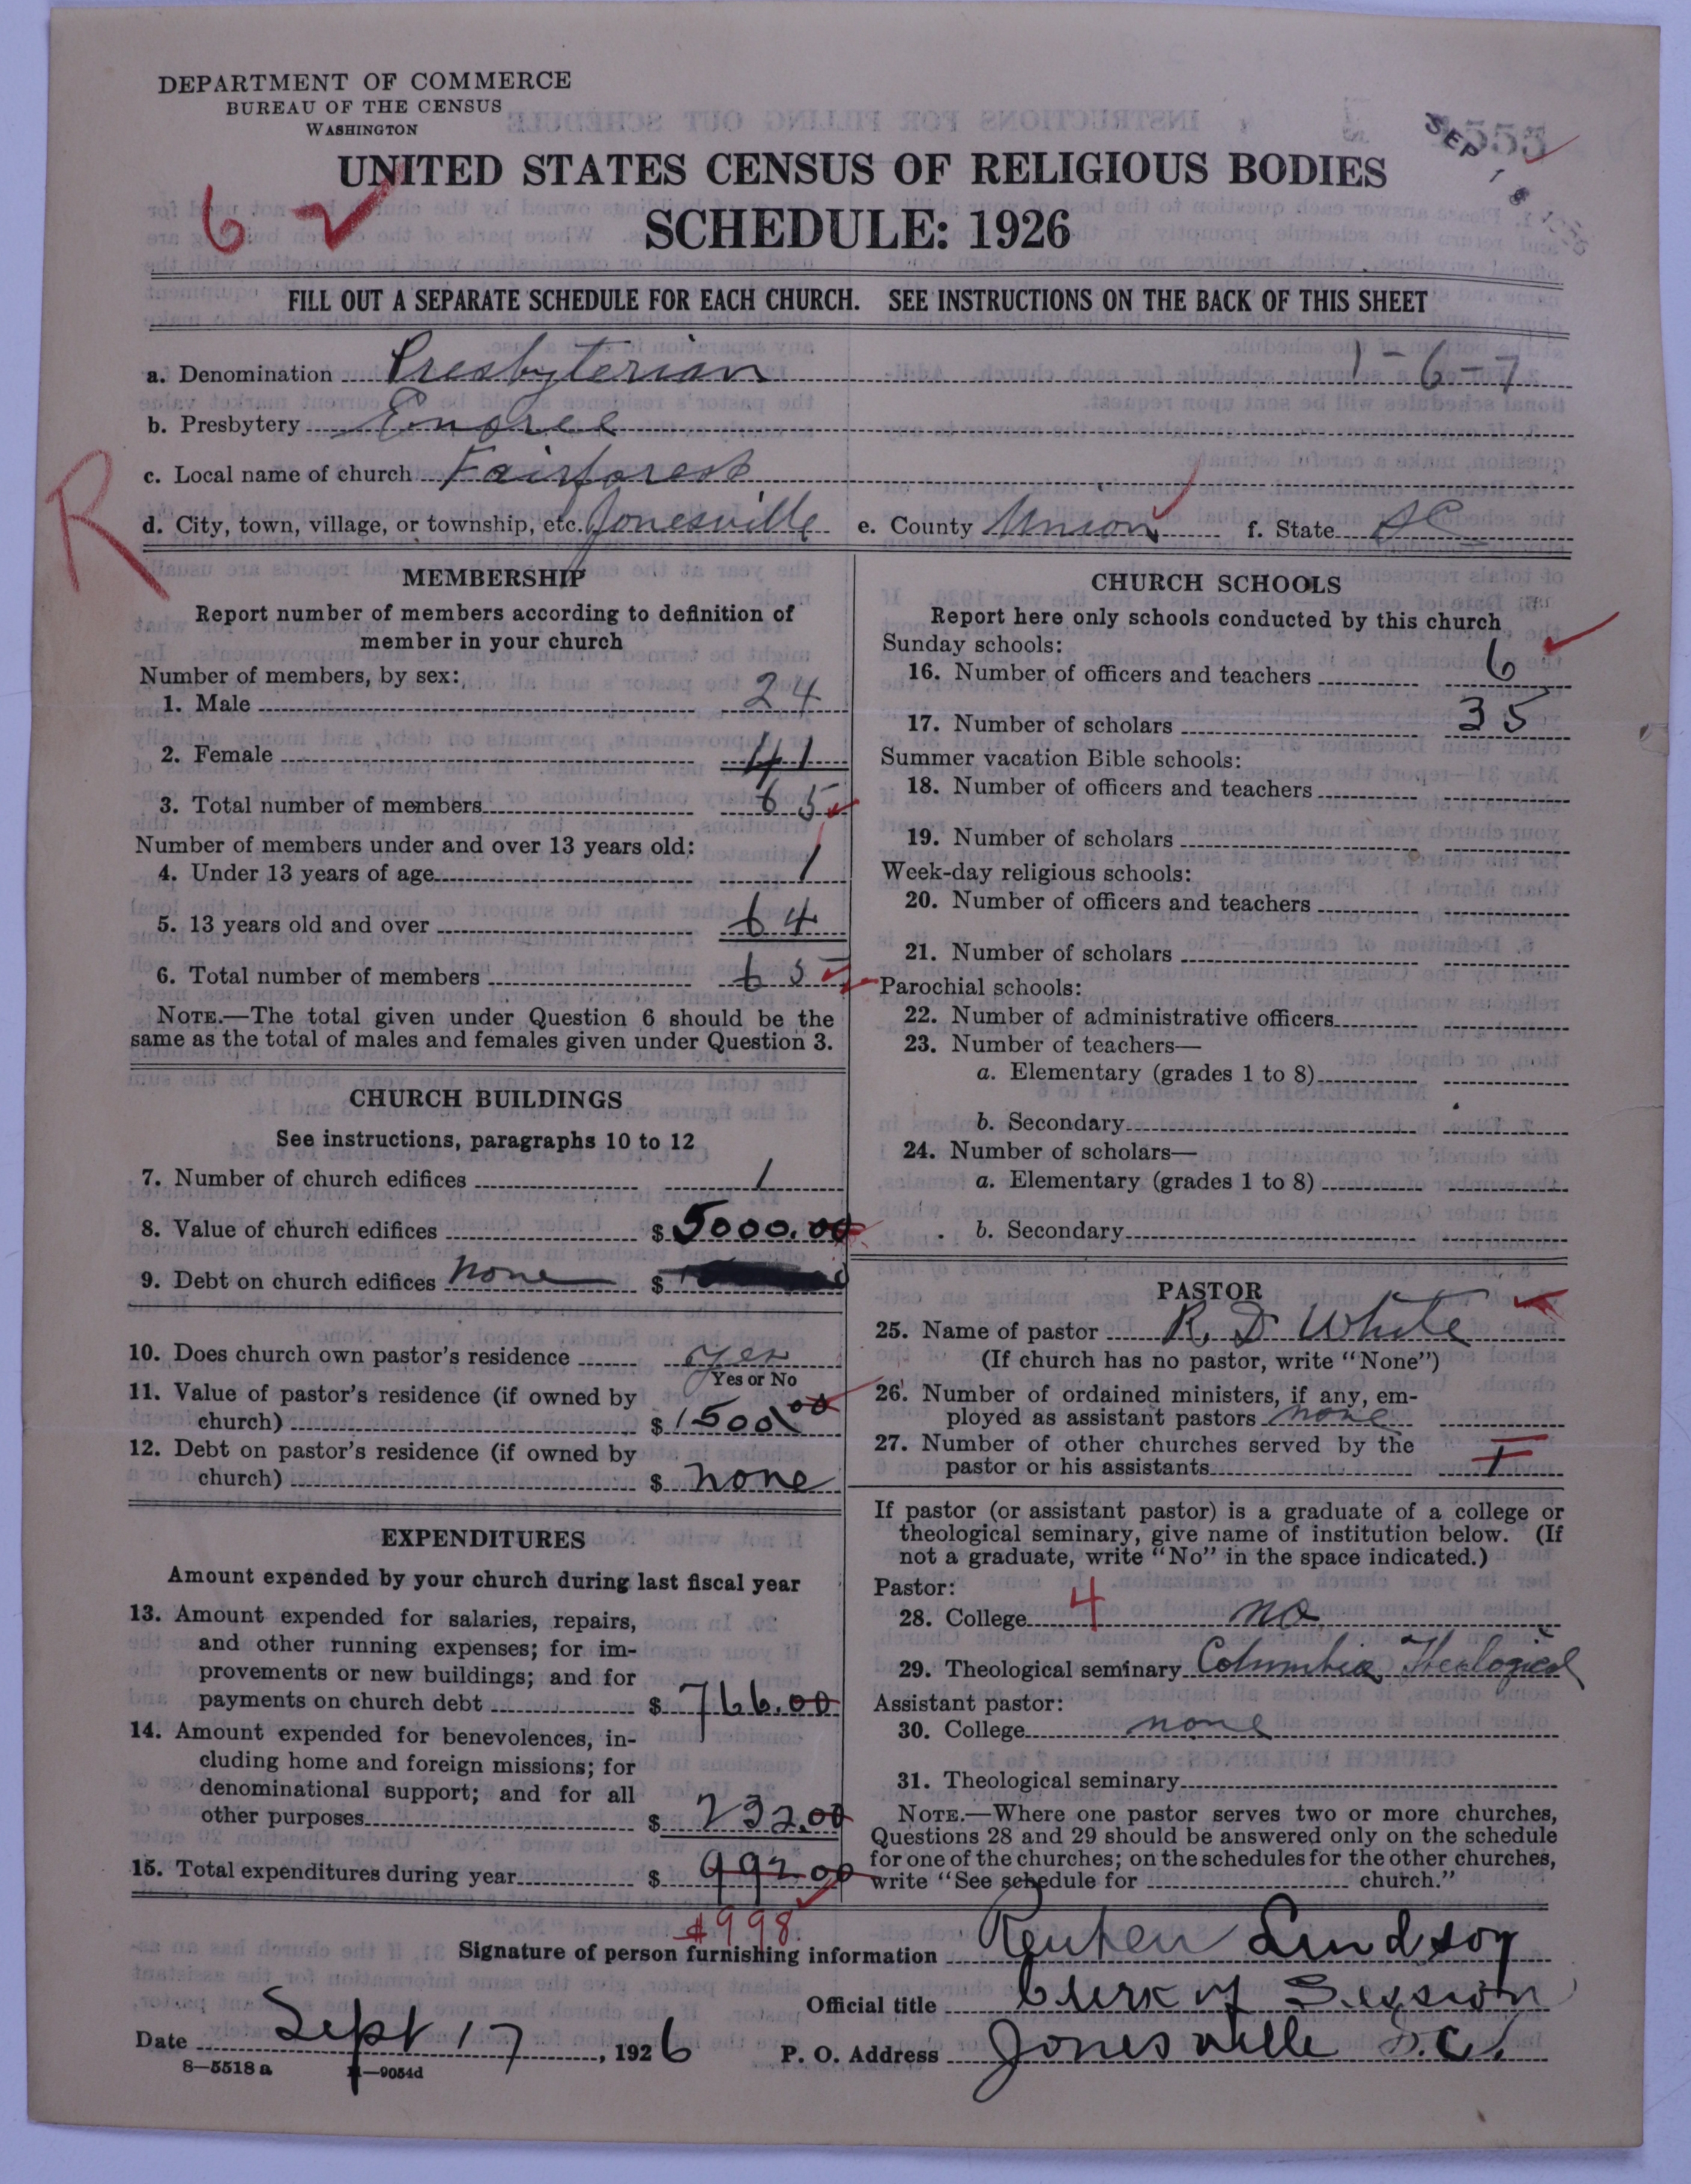 DEPARTMENT OF COMMERCE
BUREAU OF THE CENSUS
WASHINGTON
UNITED STATES CENSUS OF RELIGIOUS BODIES
SCHEDULE: 1926
6
FILL OUT A SEPARATE SCHEDULE FOR EACH CHURCH. SEE INSTRUCTIONS ON THE BACK OF THIS SHEET
a. Denomination Presbyterian 1-6-7
b. Presbytery Enoree
c. Local name of church Fairforest
R
d. City, town, village, or township, etc. Jonesville e. County Union f. State SC
MEMBERSHIP
Report number of members according to definition of
member in your church
Number of members, by sex:
1. Male 24
2. Female 41
3. Total number of members 65
Number of members under and over 13 years old:
4. Under 13 years of age 1
5. 13 years old and over 64
6. Total number of members 65
NOTE.—The total given under Question 6 should be the
same as the total of males and females given under Question 3.
CHURCH BUILDINGS
See instructions, paragraphs 10 to 12
7. Number of church edifices 1
8. Value of church edifices $ 5000.00
9. Debt on church edifices none $
10. Does church own pastor's residence yes
Yes or No
11. Value of pastor's residence (if owned by
church) $ 1500.00
12. Debt on pastor's residence (if owned by
church) $ none
EXPENDITURES
Amount expended by your church during last fiscal year
13. Amount expended for salaries, repairs,
and other running expenses; for im-
provements or new buildings; and for
payments on church debt $ 766.00
14. Amount expended for benevolences, in-
cluding home and foreign missions; for
denominational support; and for all
other purposes $ 232.00
15. Total expenditures during year $ 992.00
$998.
CHURCH SCHOOLS
Report here only schools conducted by this church
Sunday schools:
16. Number of officers and teachers 6
17. Number of scholars 35
Summer vacation Bible schools:
18. Number of officers and teachers
19. Number of scholars
Week-day religious schools:
20. Number of officers and teachers
21. Number of scholars
Parochial schools:
22. Number of administrative officers
23. Number of teachers—
a. Elementary (grades 1 to 8)
b. Secondary
24. Number of scholars—
a. Elementary (grades 1 to 8)
b. Secondary
PASTOR
25. Name of pastor R. D. White
(If church has no pastor, write "None")
26. Number of ordained ministers, if any, em-
ployed as assistant pastors none
27. Number of other churches served by the
pastor or his assistants
If pastor (or assistant pastor) is a graduate of a college or
theological seminary, give name of institution below. (If
not a graduate, write "No" in the space indicated.)
Pastor:
28. College 4 no
29. Theological seminary Columbia Theological
Assistant pastor:
30. College none
31. Theological seminary
NOTE.—Where one pastor serves two or more churches,
Questions 28 and 29 should be answered only on the schedule
for one of the churches; on the schedules for the other churches,
write "See schedule for church."
Signature of person furnishing information Reuben Lindsay
Official title Clerk of Session
Date Sept 17, 1926 P. O. Address Jonesville S.C.
8—5518a 11—9054d